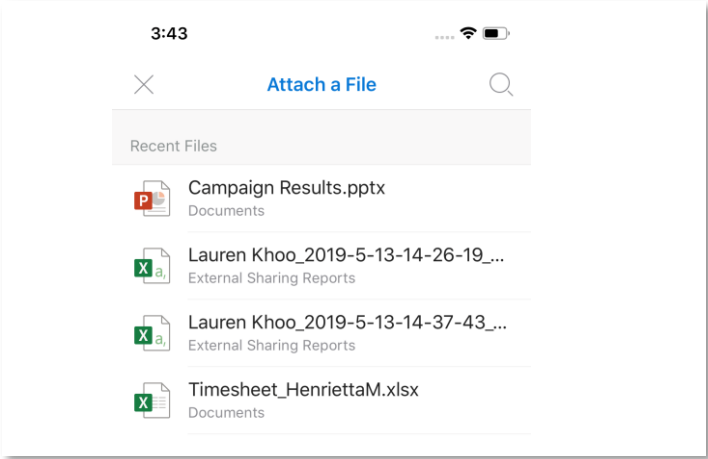 3:43
Attach a File
Recent Files
P
Campaign Results.pptx
Documents
X a,
Lauren Khoo_2019-5-13-14-26-19_...
External Sharing Reports
X a,
Lauren Khoo_2019-5-13-14-37-43_...
External Sharing Reports
X
Timesheet_HenriettaM.xlsx
Documents